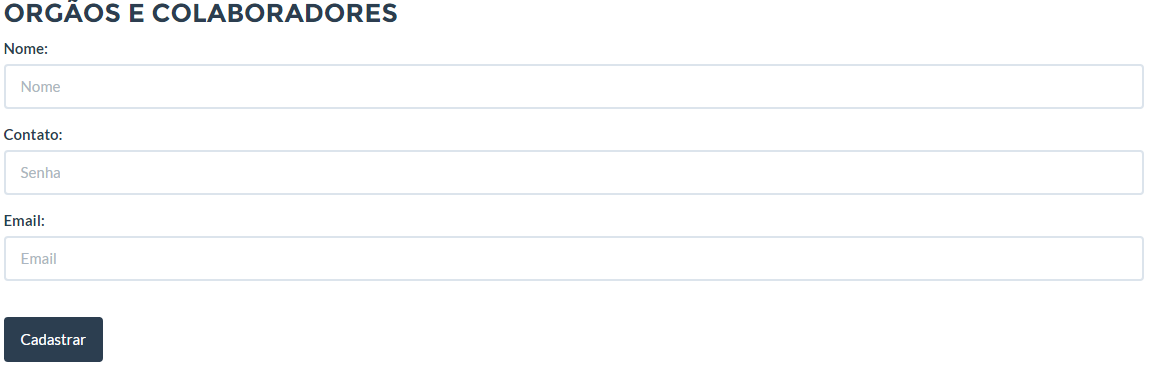 ORGÃOS E COLABORADORES
Nome:
Nome
Contato:
Senha
Email:
Email
Cadastrar